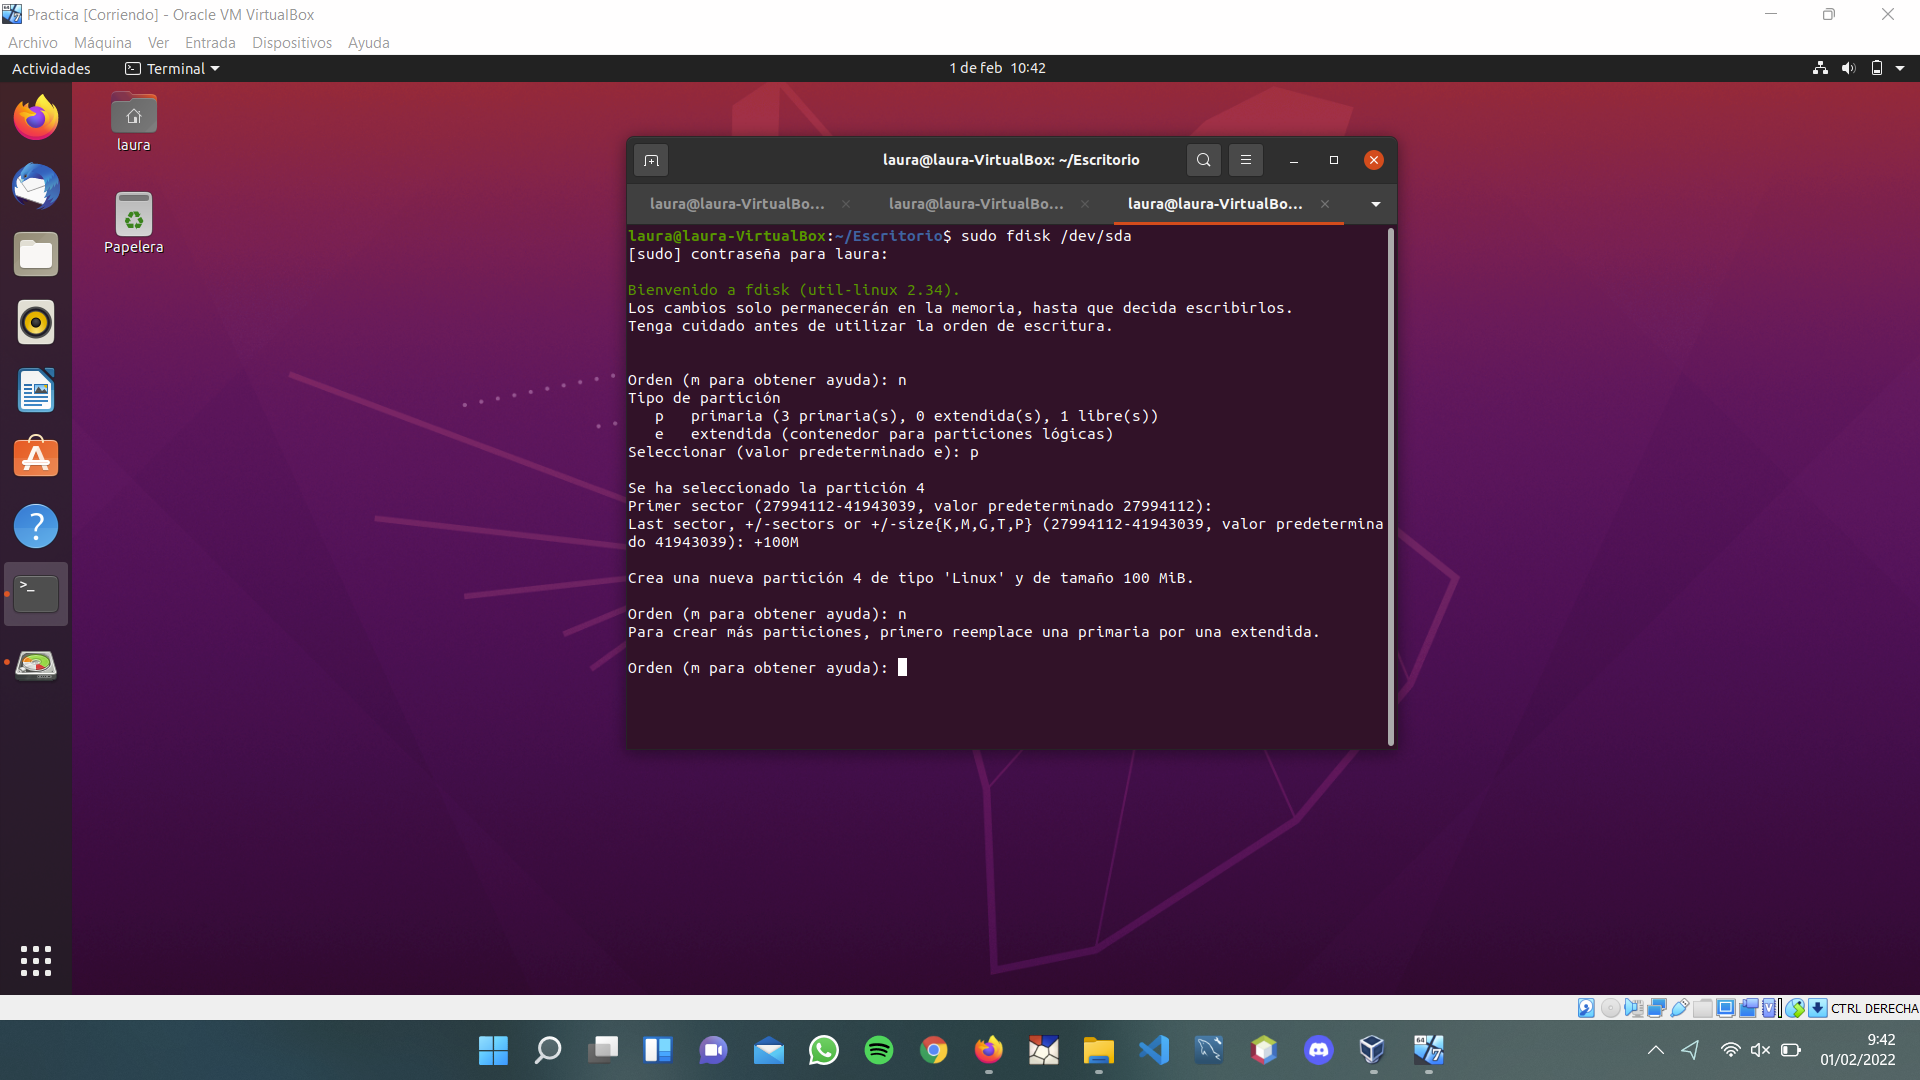 Practica [Corriendo] - Oracle VM VirtualBox
Archivo Máquina Ver Entrada Dispositivos Ayuda
Actividades Terminal 1 de feb 10:42
laura
Papelera
laura@laura-VirtualBox: ~/Escritorio
laura@laura-VirtualBo... laura@laura-VirtualBo... laura@laura-VirtualBo...
laura@laura-VirtualBox:~/Escritorio$ sudo fdisk /dev/sda
[sudo] contraseña para laura:
Bienvenido a fdisk (util-linux 2.34).
Los cambios solo permanecerán en la memoria, hasta que decida escribirlos.
Tenga cuidado antes de utilizar la orden de escritura.
Orden (m para obtener ayuda): n
Tipo de partición
p primaria (3 primaria(s), 0 extendida(s), 1 libre(s))
e extendida (contenedor para particiones lógicas)
Seleccionar (valor predeterminado e): p
Se ha seleccionado la partición 4
Primer sector (27994112-41943039, valor predeterminado 27994112):
Last sector, +/-sectors or +/-size{K,M,G,T,P} (27994112-41943039, valor predetermina
do 41943039): +100M
Crea una nueva partición 4 de tipo 'Linux' y de tamaño 100 MiB.
Orden (m para obtener ayuda): n
Para crear más particiones, primero reemplace una primaria por una extendida.
Orden (m para obtener ayuda):
CTRL DERECHA
9:42
01/02/2022